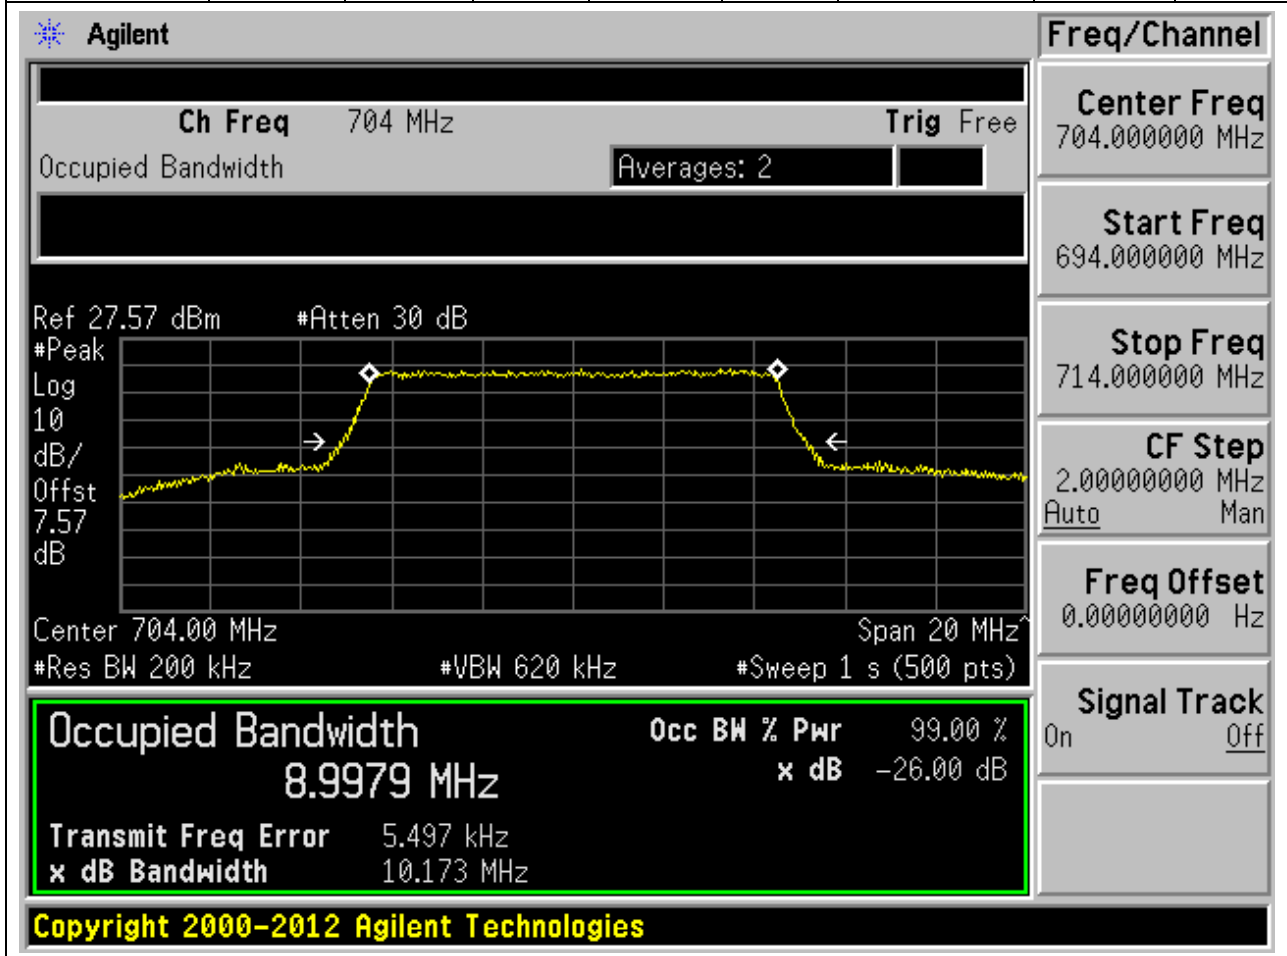 Agilent
Freq/Channel
Ch Freq 704 MHz Trig Free
Occupied Bandwidth Averages: 2
Center Freq
704.000000 MHz
Start Freq
694.000000 MHz
Stop Freq
714.000000 MHz
CF Step
2.00000000 MHz
Auto Man
Freq Offset
0.00000000 Hz
Signal Track
On Off
Ref 27.57 dBm #Atten 30 dB
#Peak
Log
10
dB/
Offst
7.57
dB
Center 704.00 MHz Span 20 MHz^
#Res BW 200 kHz #VBW 620 kHz #Sweep 1 s (500 pts)
Occupied Bandwidth Occ BW % Pwr 99.00 %
8.9979 MHz x dB -26.00 dB
Transmit Freq Error 5.497 kHz
x dB Bandwidth 10.173 MHz
Copyright 2000-2012 Agilent Technologies